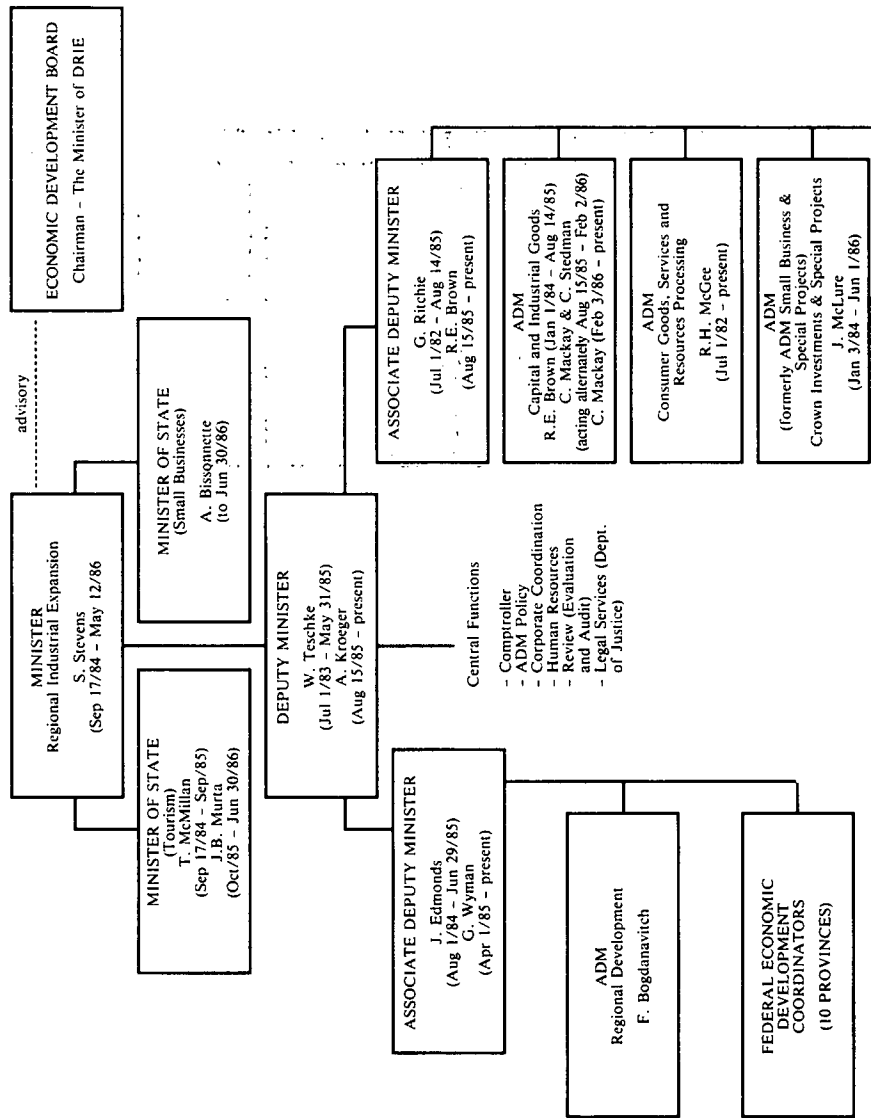 ECONOMIC DEVELOPMENT BOARD
Chairman – The Minister of DRIE
advisory
MINISTER
Regional Industrial Expansion
S. Stevens
(Sep 17/84 – May 12/86
MINISTER OF STATE
(Tourism)
T. McMillan
(Sep 17/84 – Sep/85)
J.B. Murta
(Oct/85 – Jun 30/86)
MINISTER OF STATE
(Small Businesses)
A. Bissonnette
(to Jun 30/86)
DEPUTY MINISTER
W. Teschke
(Jul 1/83 – May 31/85)
A. Kroeger
(Aug 15/85 – present)
Central Functions
– Comptroller
– ADM Policy
– Corporate Coordination
– Human Resources
– Review (Evaluation
and Audit)
– Legal Services (Dept.
of Justice)
ASSOCIATE DEPUTY MINISTER
J. Edmonds
(Aug 1/84 – Jun 29/85)
G. Wyman
(Apr 1/85 – present)
ADM
Regional Development
F. Bogdanavitch
FEDERAL ECONOMIC
DEVELOPMENT
COORDINATORS
(10 PROVINCES)
ASSOCIATE DEPUTY MINISTER
G. Ritchie
(Jul 1/82 – Aug 14/85)
R.E. Brown
(Aug 15/85 – present)
ADM
Capital and Industrial Goods
R.E. Brown (Jan 1/84 – Aug 14/85)
C. Mackay & C. Stedman
(acting alternately Aug 15/85 – Feb 2/86)
C. Mackay (Feb 3/86 – present)
ADM
Consumer Goods, Services and
Resources Processing
R.H. McGee
(Jul 1/82 – present)
ADM
(formerly ADM Small Business &
Special Projects)
Crown Investments & Special Projects
J. McLure
(Jan 3/84 – Jun 1/86)